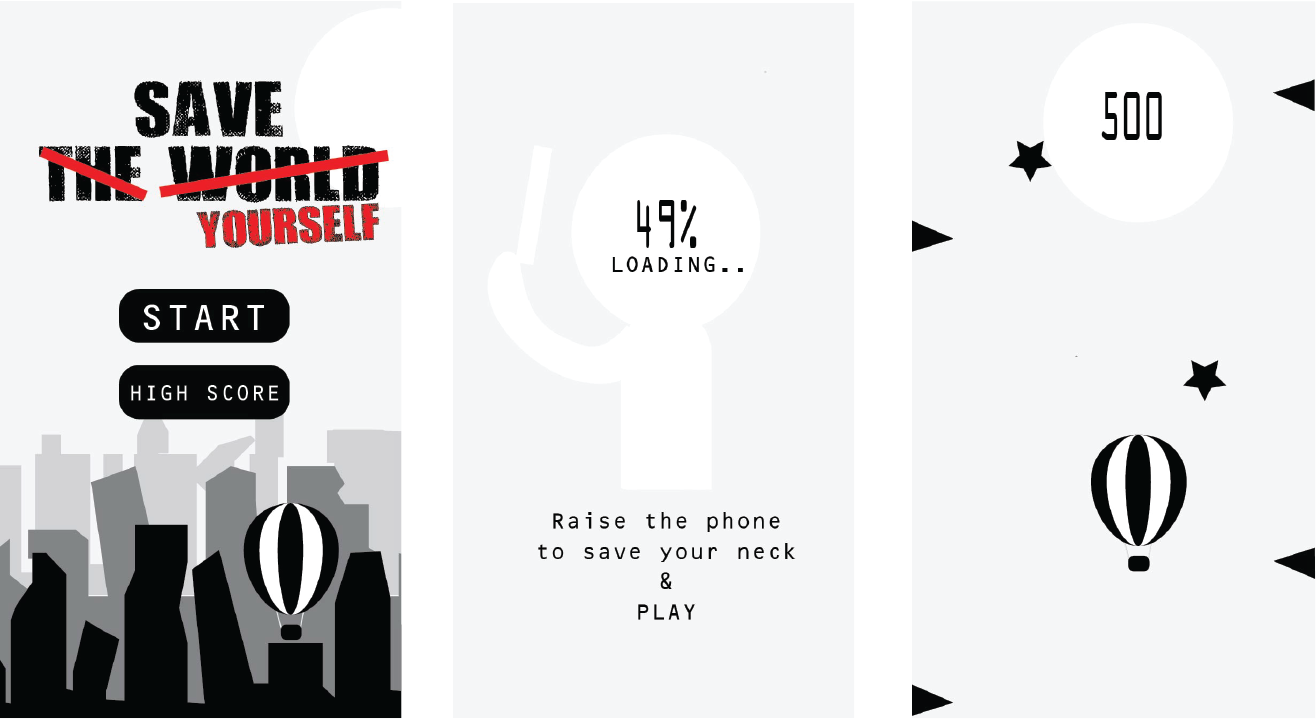 SAVE
THE WORLD
YOURSELF
START
HIGH SCORE
49%
LOADING..
Raise the phone
to save your neck
&
PLAY
500